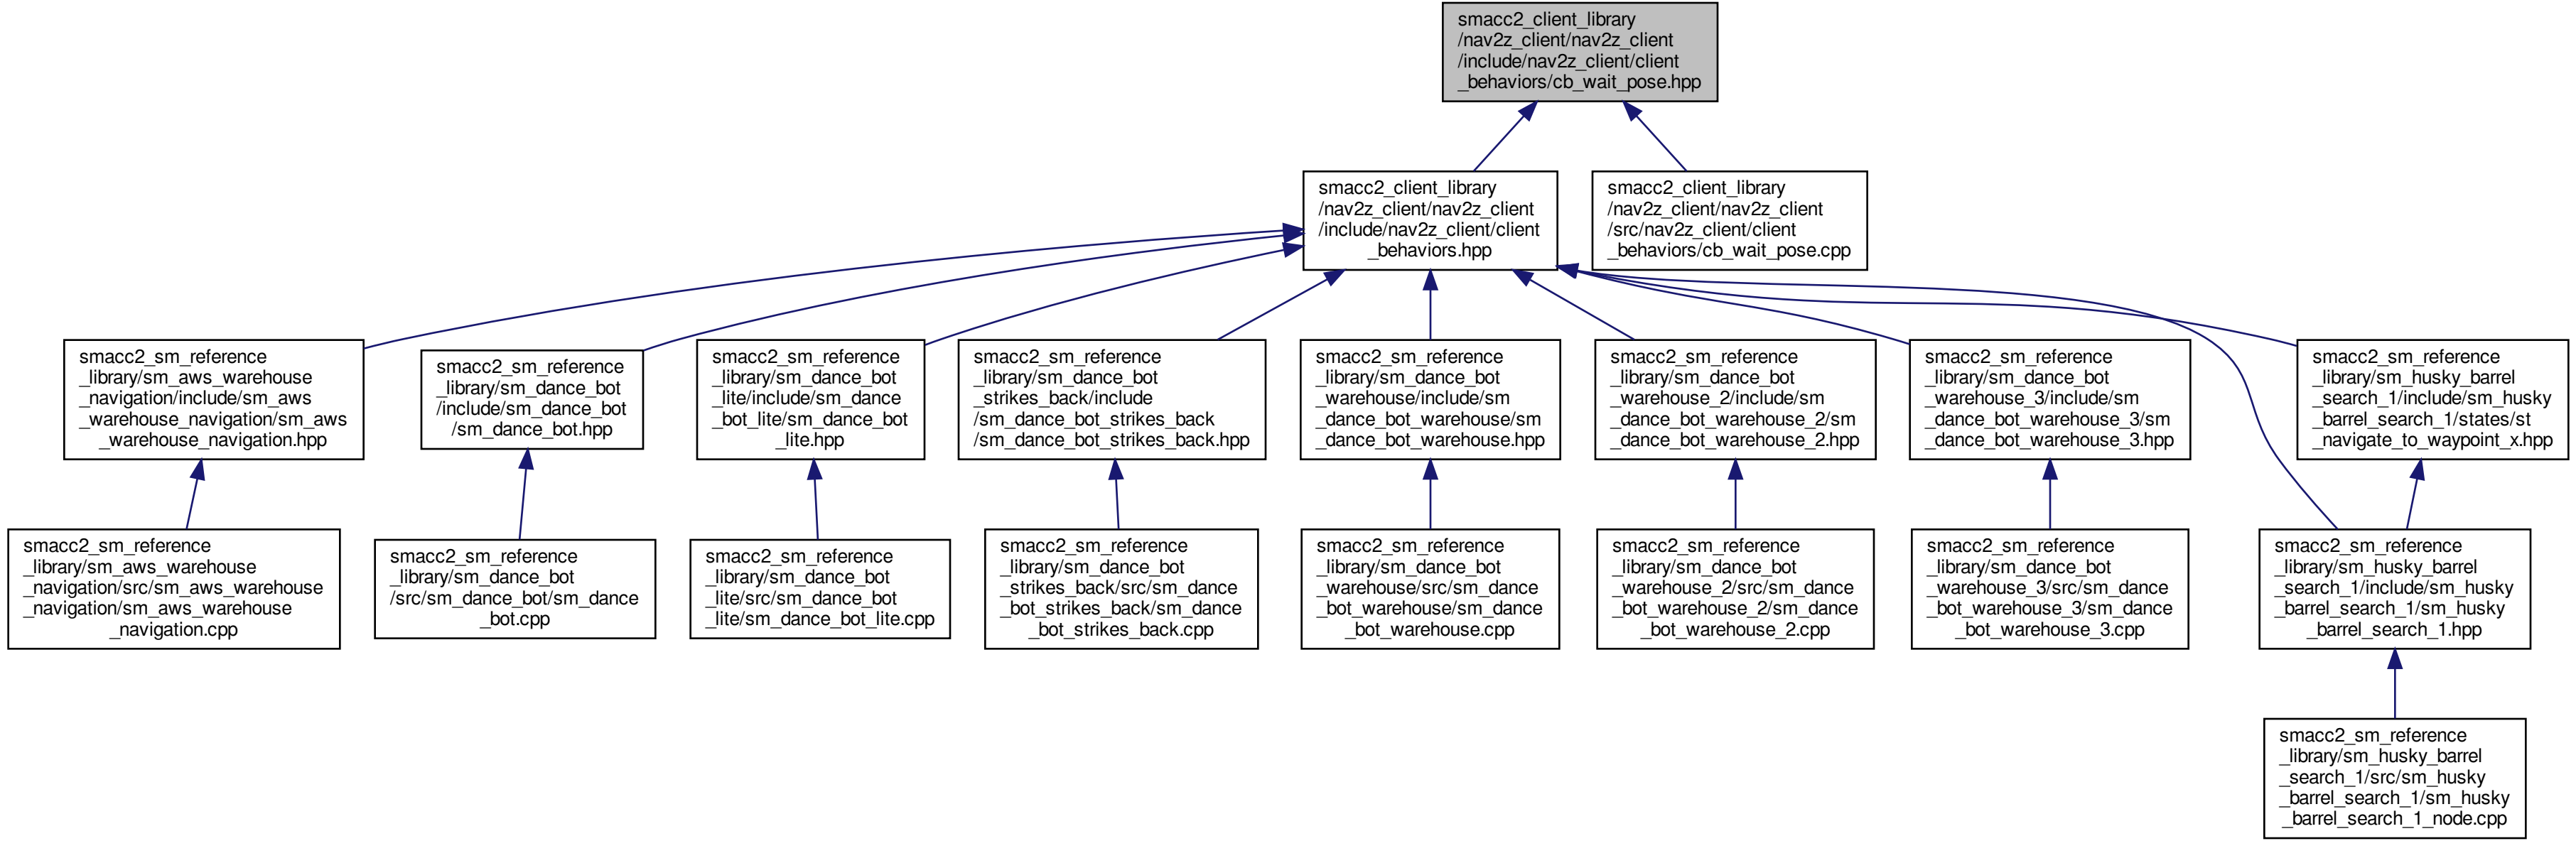 smacc2_client_library
/nav2z_client/nav2z_client
/include/nav2z_client/client
_behaviors/cb_wait_pose.hpp
smacc2_client_library
/nav2z_client/nav2z_client
/include/nav2z_client/client
_behaviors.hpp
smacc2_client_library
/nav2z_client/nav2z_client
/src/nav2z_client/client
_behaviors/cb_wait_pose.cpp
smacc2_sm_reference
_library/sm_aws_warehouse
_navigation/include/sm_aws
_warehouse_navigation/sm_aws
_warehouse_navigation.hpp
smacc2_sm_reference
_library/sm_dance_bot
/include/sm_dance_bot
/sm_dance_bot.hpp
smacc2_sm_reference
_library/sm_dance_bot
_lite/include/sm_dance
_bot_lite/sm_dance_bot
_lite.hpp
smacc2_sm_reference
_library/sm_dance_bot
_strikes_back/include
/sm_dance_bot_strikes_back
/sm_dance_bot_strikes_back.hpp
smacc2_sm_reference
_library/sm_dance_bot
_warehouse/include/sm
_dance_bot_warehouse/sm
_dance_bot_warehouse.hpp
smacc2_sm_reference
_library/sm_dance_bot
_warehouse_2/include/sm
_dance_bot_warehouse_2/sm
_dance_bot_warehouse_2.hpp
smacc2_sm_reference
_library/sm_dance_bot
_warehouse_3/include/sm
_dance_bot_warehouse_3/sm
_dance_bot_warehouse_3.hpp
smacc2_sm_reference
_library/sm_husky_barrel
_search_1/include/sm_husky
_barrel_search_1/states/st
_navigate_to_waypoint_x.hpp
smacc2_sm_reference
_library/sm_aws_warehouse
_navigation/src/sm_aws_warehouse
_navigation/sm_aws_warehouse
_navigation.cpp
smacc2_sm_reference
_library/sm_dance_bot
/src/sm_dance_bot/sm_dance
_bot.cpp
smacc2_sm_reference
_library/sm_dance_bot
_lite/src/sm_dance_bot
_lite/sm_dance_bot_lite.cpp
smacc2_sm_reference
_library/sm_dance_bot
_strikes_back/src/sm_dance
_bot_strikes_back/sm_dance
_bot_strikes_back.cpp
smacc2_sm_reference
_library/sm_dance_bot
_warehouse/src/sm_dance
_bot_warehouse/sm_dance
_bot_warehouse.cpp
smacc2_sm_reference
_library/sm_dance_bot
_warehouse_2/src/sm_dance
_bot_warehouse_2/sm_dance
_bot_warehouse_2.cpp
smacc2_sm_reference
_library/sm_dance_bot
_warehouse_3/src/sm_dance
_bot_warehouse_3/sm_dance
_bot_warehouse_3.cpp
smacc2_sm_reference
_library/sm_husky_barrel
_search_1/include/sm_husky
_barrel_search_1/sm_husky
_barrel_search_1.hpp
smacc2_sm_reference
_library/sm_husky_barrel
_search_1/src/sm_husky
_barrel_search_1/sm_husky
_barrel_search_1_node.cpp